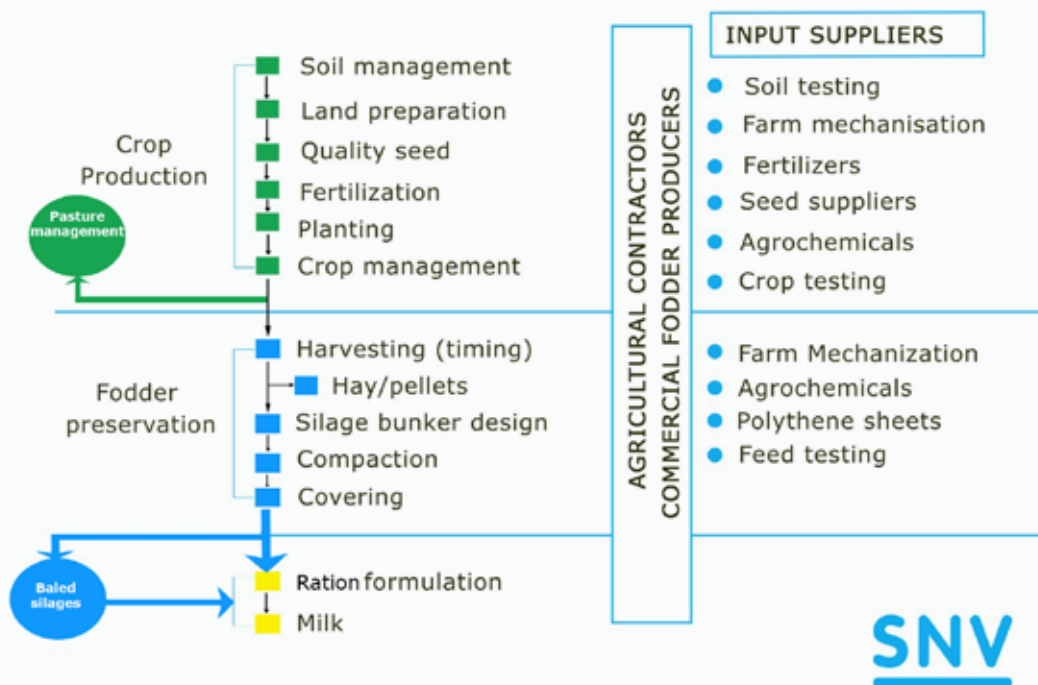 Crop
Production
Pasture
management
Soil management
Land preparation
Quality seed
Fertilization
Planting
Crop management
Fodder
preservation
Harvesting (timing)
Hay/pellets
Silage bunker design
Compaction
Covering
Baled
silages
Ration formulation
Milk
AGRICULTURAL CONTRACTORS
COMMERCIAL FODDER PRODUCERS
INPUT SUPPLIERS
Soil testing
Farm mechanisation
Fertilizers
Seed suppliers
Agrochemicals
Crop testing
Farm Mechanization
Agrochemicals
Polythene sheets
Feed testing
SNV